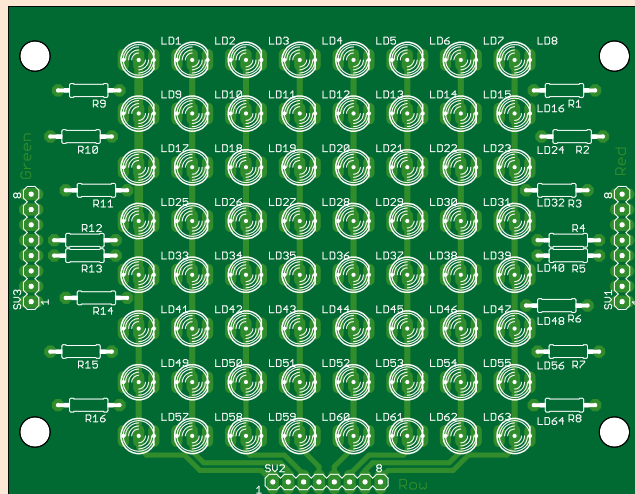 LD1 LD2 LD3 LD4 LD5 LD6 LD7 LD8
R9 R1
LD9 LD10 LD11 LD12 LD13 LD14 LD15 LD16
R10 R2
Green Red
LD17 LD18 LD19 LD20 LD21 LD22 LD23 LD24
R11 R3
8 8
LD25 LD26 LD27 LD28 LD29 LD30 LD31 LD32
R12 R4
R13 R5
LD33 LD34 LD35 LD36 LD37 LD38 LD39 LD40
SV3 1 SV1
R14 R6
LD41 LD42 LD43 LD44 LD45 LD46 LD47 LD48
R15 R7
LD49 LD50 LD51 LD52 LD53 LD54 LD55 LD56
R16 R8
LD57 LD58 LD59 LD60 LD61 LD62 LD63 LD64
SV2 8
1 Row